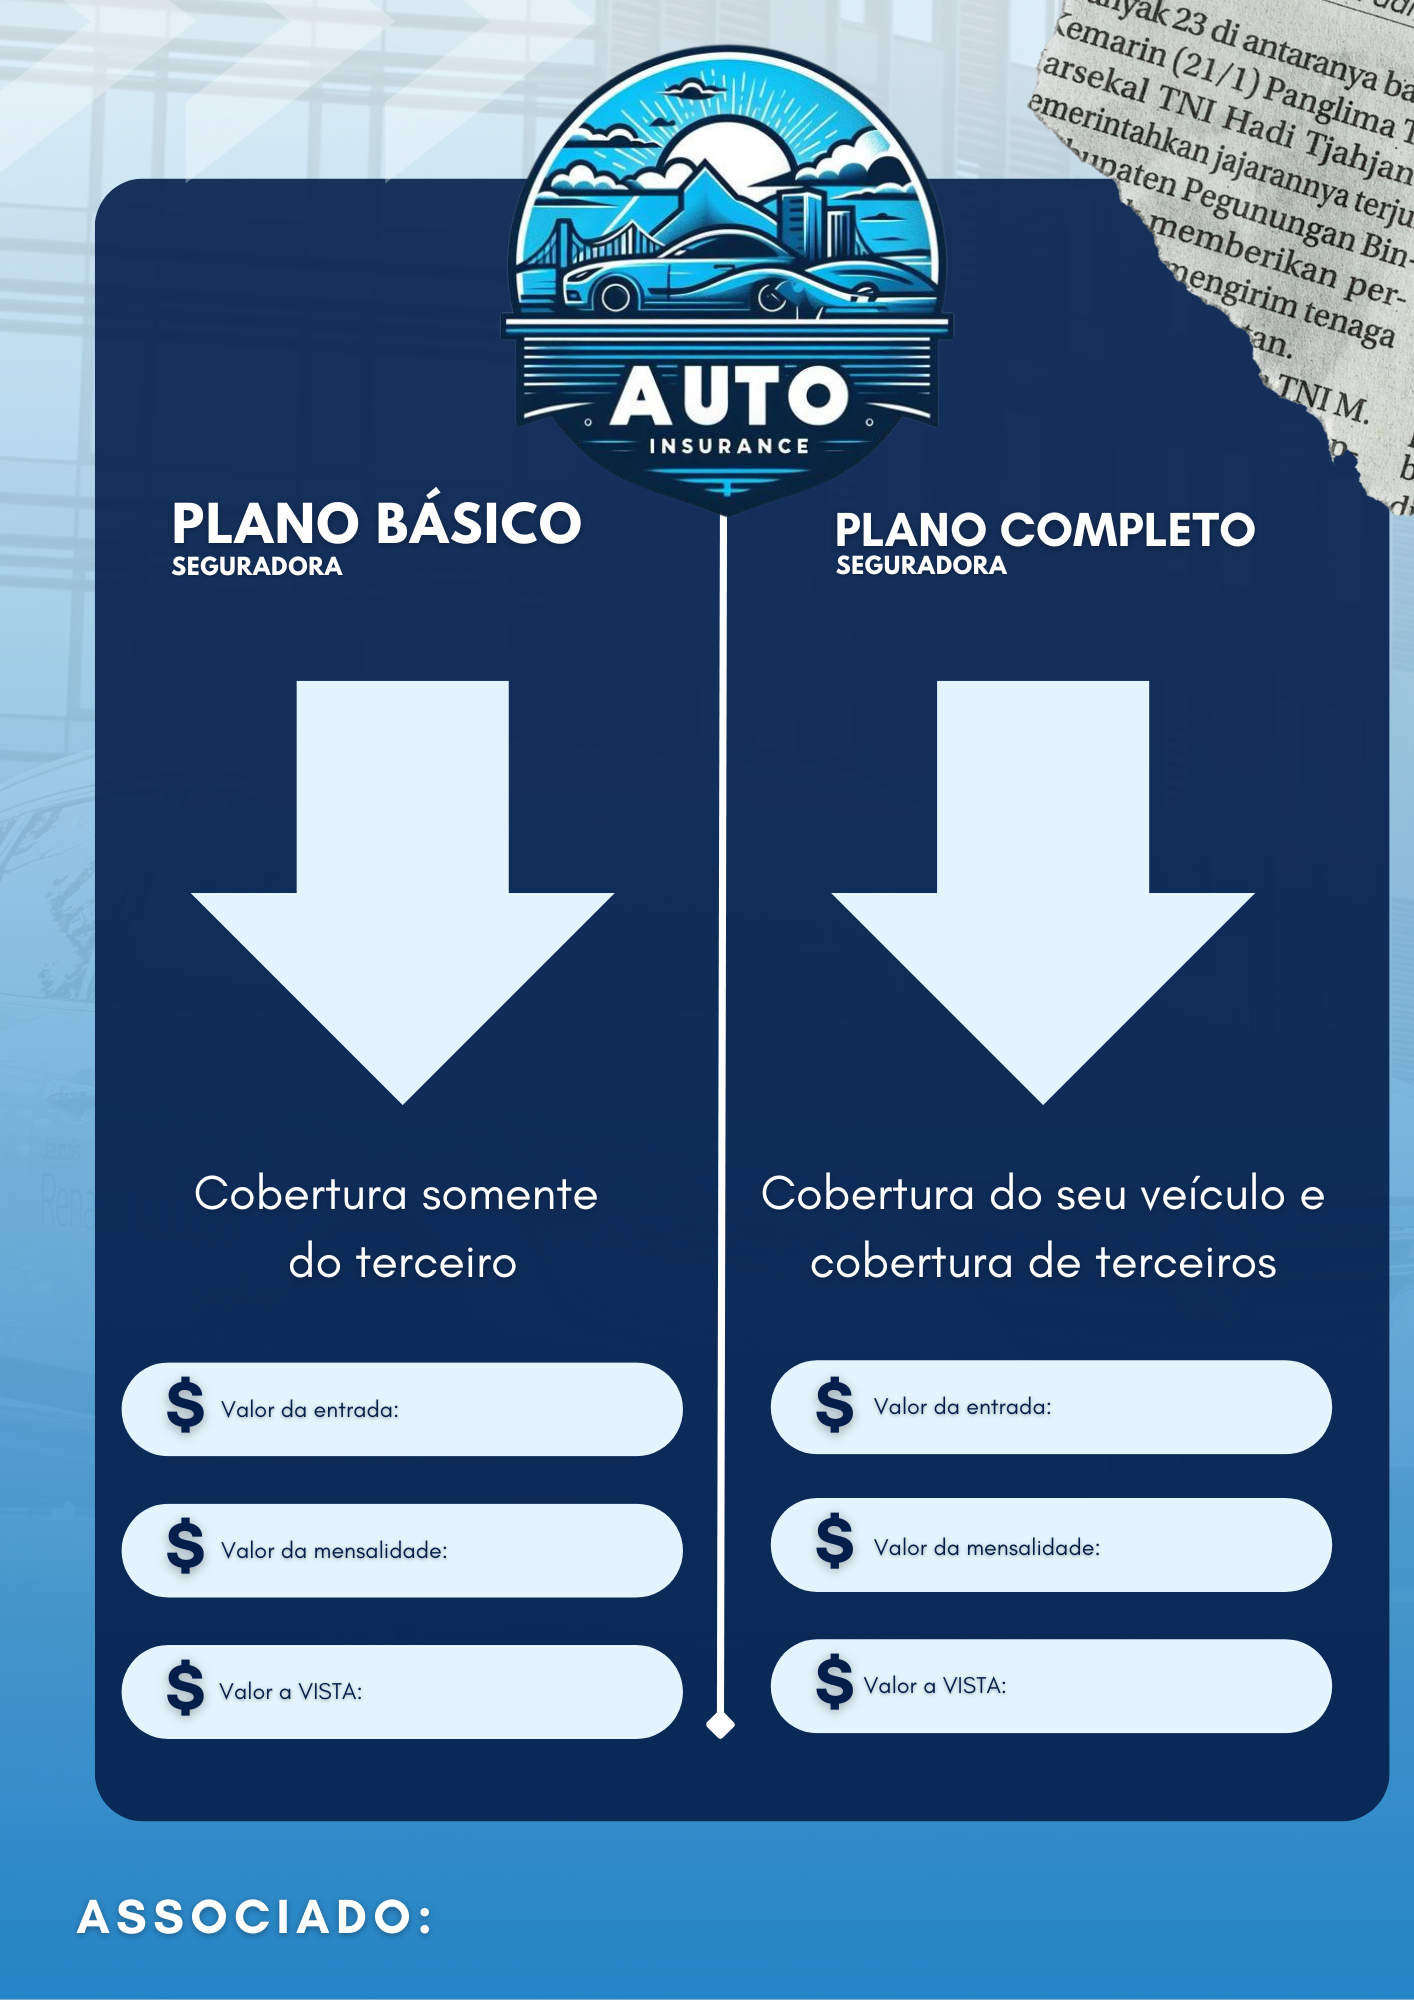 anyak 23 di antaranya ba
Kemarin (21/1) Panglima T
arsekal TNI Hadi Tjahjan
emerintahkan jajarannya terju
bupaten Pegunungan Bin-
memberikan per-
mengirim tenaga
tan.
TNI M.
AUTO
INSURANCE
PLANO BÁSICO
SEGURADORA
PLANO COMPLETO
SEGURADORA
Cobertura somente
do terceiro
Cobertura do seu veículo e
cobertura de terceiros
$ Valor da entrada:
$ Valor da mensalidade:
$ Valor a VISTA:
$ Valor da entrada:
$ Valor da mensalidade:
$ Valor a VISTA:
ASSOCIADO: